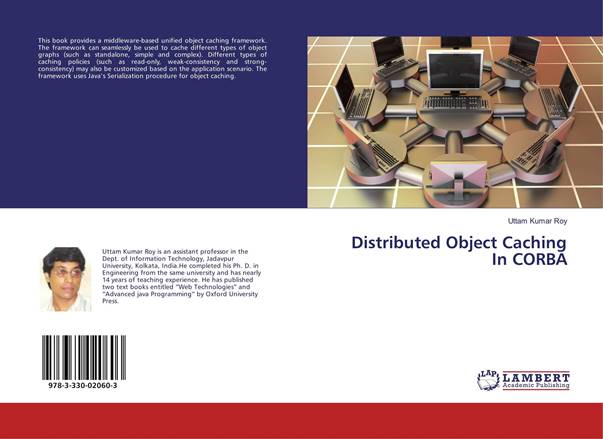 This book provides a middleware-based unified object caching framework.
The framework can seamlessly be used to cache different types of object
graphs (such as standalone, simple and complex). Different types of
caching policies (such as read-only, weak-consistency and strong-
consistency) may also be customized based on the application scenario. The
framework uses Java's Serialization procedure for object caching.
Uttam Kumar Roy is an assistant professor in the
Dept. of Information Technology, Jadavpur
University, Kolkata, India.He completed his Ph. D. in
Engineering from the same university and has nearly
14 years of teaching experience. He has published
two text books entitled "Web Technologies" and
"Advanced java Programming" by Oxford University
Press.
978-3-330-02060-3
Uttam Kumar Roy
Distributed Object Caching
In CORBA
LAP LAMBERT
Academic Publishing